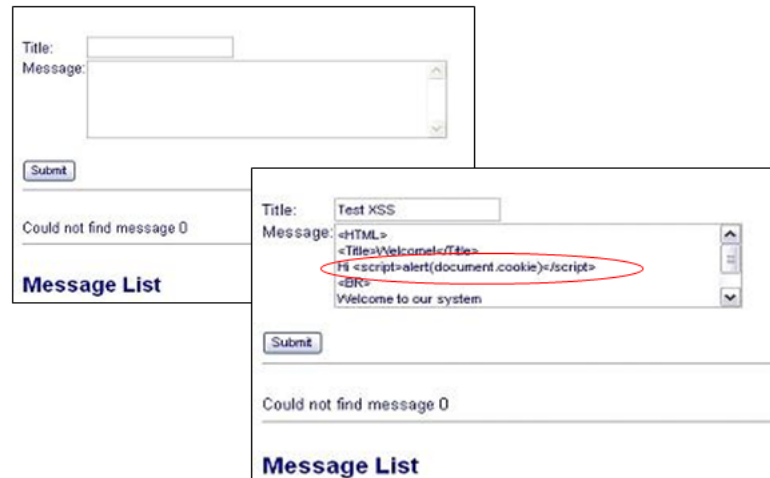 Title:
Message:
Submit
Could not find message 0
Message List
Title: Test XSS
Message: <HTML>
<Title>Welcome!</Title>
Hi <script>alert(document.cookie)</script>
<BR>
Welcome to our system
Submit
Could not find message 0
Message List